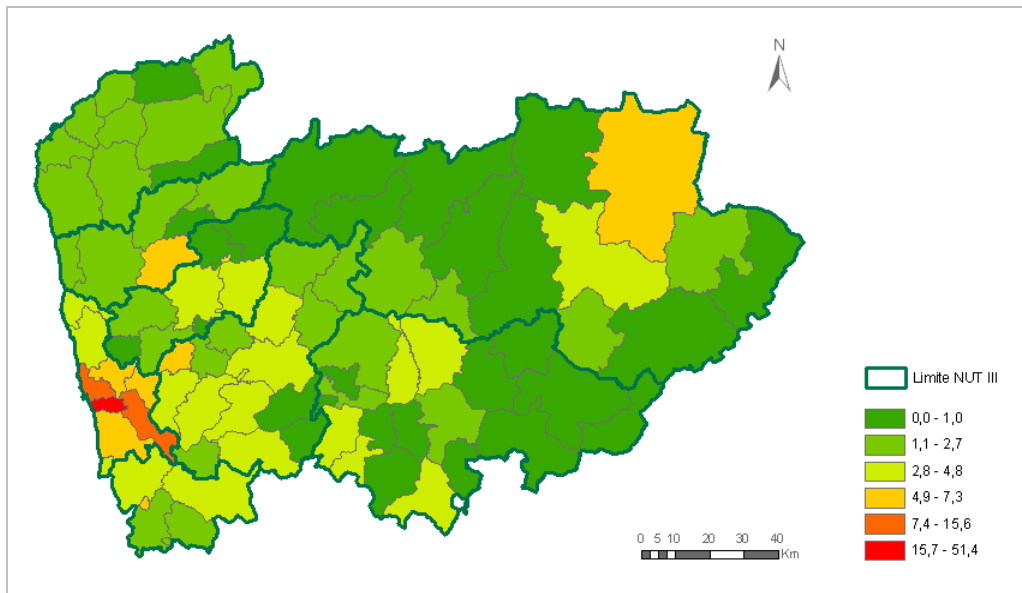 N
Limite NUT III
0,0 - 1,0
1,1 - 2,7
2,8 - 4,8
4,9 - 7,3
7,4 - 15,6
15,7 - 51,4
0 5 10 20 30 40
Km